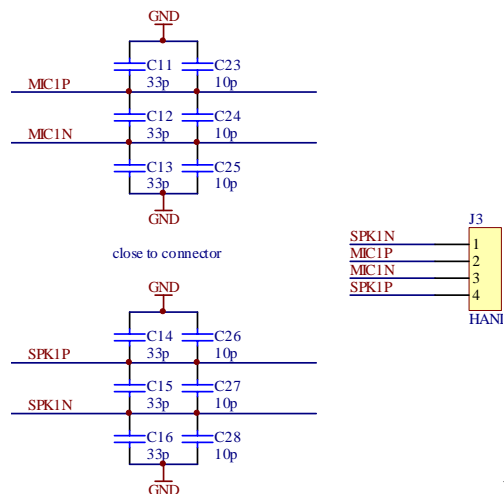 GND
C11
C23
33p
10p
MIC1P
C12
C24
33p
10p
MIC1N
C13
C25
33p
10p
GND
close to connector
J3
SPK1N
1
MIC1P
2
MIC1N
3
SPK1P
4
GND
C14
C26
33p
10p
SPK1P
C15
C27
33p
10p
SPK1N
C16
C28
33p
10p
GND